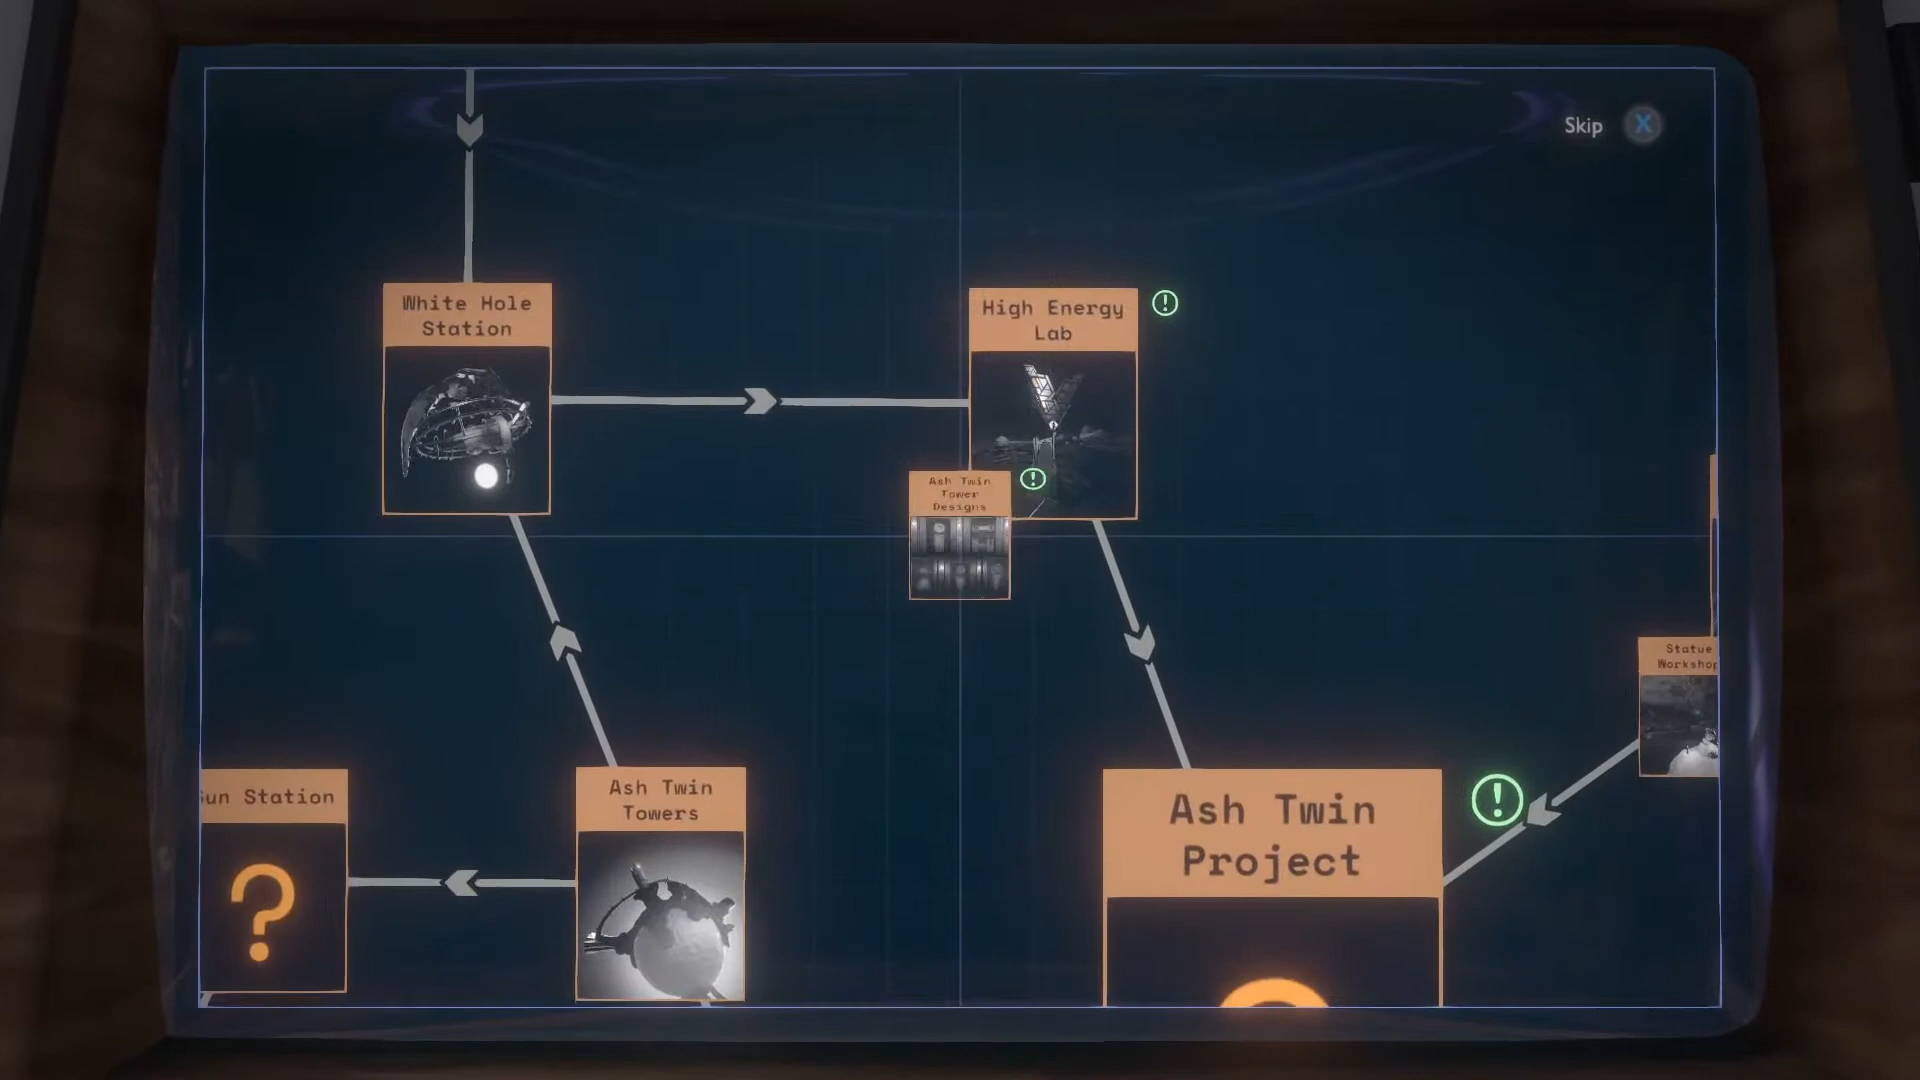 Skip X
White Hole
Station
High Energy
Lab
Ash Twin
Tower
Designs
Statue
Workshop
Sun Station
?
Ash Twin
Towers
Ash Twin
Project